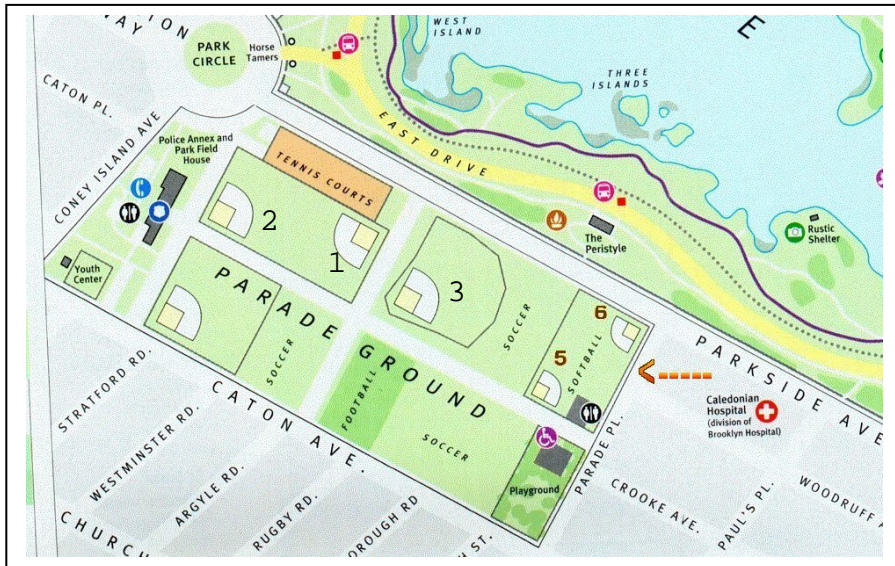 WEST
ISLAND
E
TON
WAY
PARK
CIRCLE
Horse
Tamers
THREE
ISLANDS
CATON PL.
CONEY ISLAND AVE
Police Annex and
Park Field
House
EAST DRIVE
TENNIS COURTS
The
Peristyle
Rustic
Shelter
2
1
3
Youth
Center
PARADE GROUND
SOCCER
SOCCER
SOCCER
FOOTBALL
SOFTBALL
5
6
PARKSIDE AVE
Caledonian
Hospital
(division of
Brooklyn Hospital)
PARADE PL.
Playground
STRATFORD RD.
WESTMINSTER RD.
ARGYLE RD.
RUGBY RD.
OROUGH RD
CATON AVE.
CHURCH
ST.
CROOKE AVE.
PAUL'S PL.
WOODRUFF A